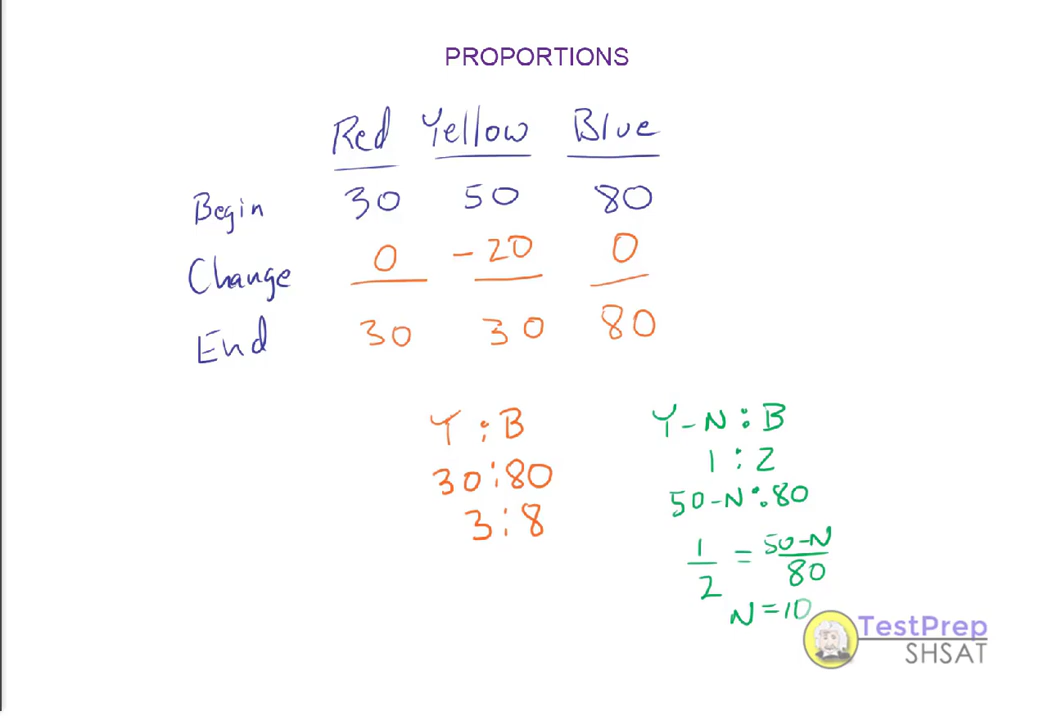 PROPORTIONS
Red Yellow Blue
Begin 30 50 80
Change 0 -20 0
End 30 30 80
Y : B
30 : 80
3 : 8
Y-N : B
1 : 2
50-N : 80
1/2 = 50-N/80
N=10
TestPrep
SHSAT